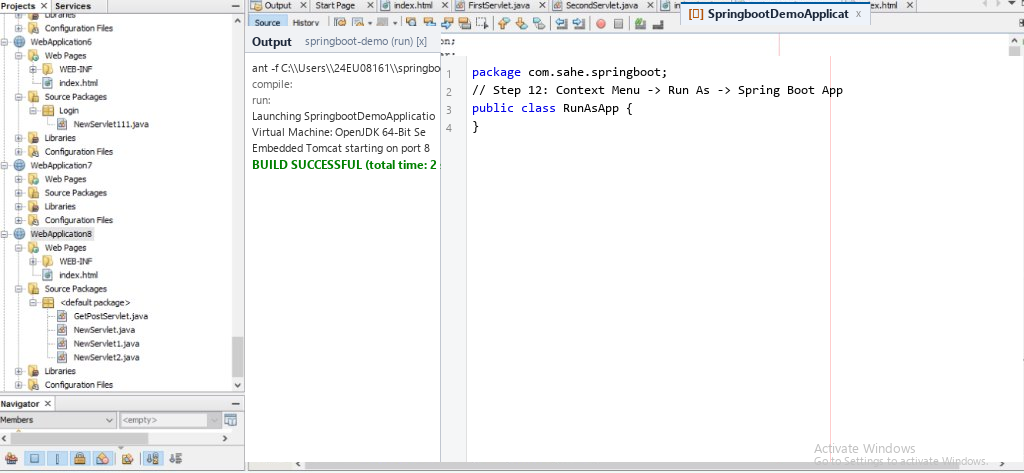 Projects × Services
Libraries
Configuration Files
WebApplication6
Web Pages
WEB-INF
index.html
Source Packages
Login
NewServlet111.java
Libraries
Configuration Files
WebApplication7
Web Pages
Source Packages
Libraries
Configuration Files
WebApplication8
Web Pages
WEB-INF
index.html
Source Packages
<default package>
GetPostServlet.java
NewServlet.java
NewServlet1.java
NewServlet2.java
Libraries
Configuration Files
Navigator ×
Members <empty>
Output × Start Page × index.html × FirstServlet.java × SecondServlet.java × in ex.html ×
[▯] SpringbootDemoApplicat x
Source History
Output springboot-demo (run) [x]
on;
ant -f C:\\Users\\24EU08161\\springbo
compile:
run:
Launching SpringbootDemoApplicatio
Virtual Machine: OpenJDK 64-Bit Se
Embedded Tomcat starting on port 8
BUILD SUCCESSFUL (total time: 2 s
1 package com.sahe.springboot;
2 // Step 12: Context Menu -> Run As -> Spring Boot App
3 public class RunAsApp {
4 }
Activate Windows
Go to Settings to activate Windows.